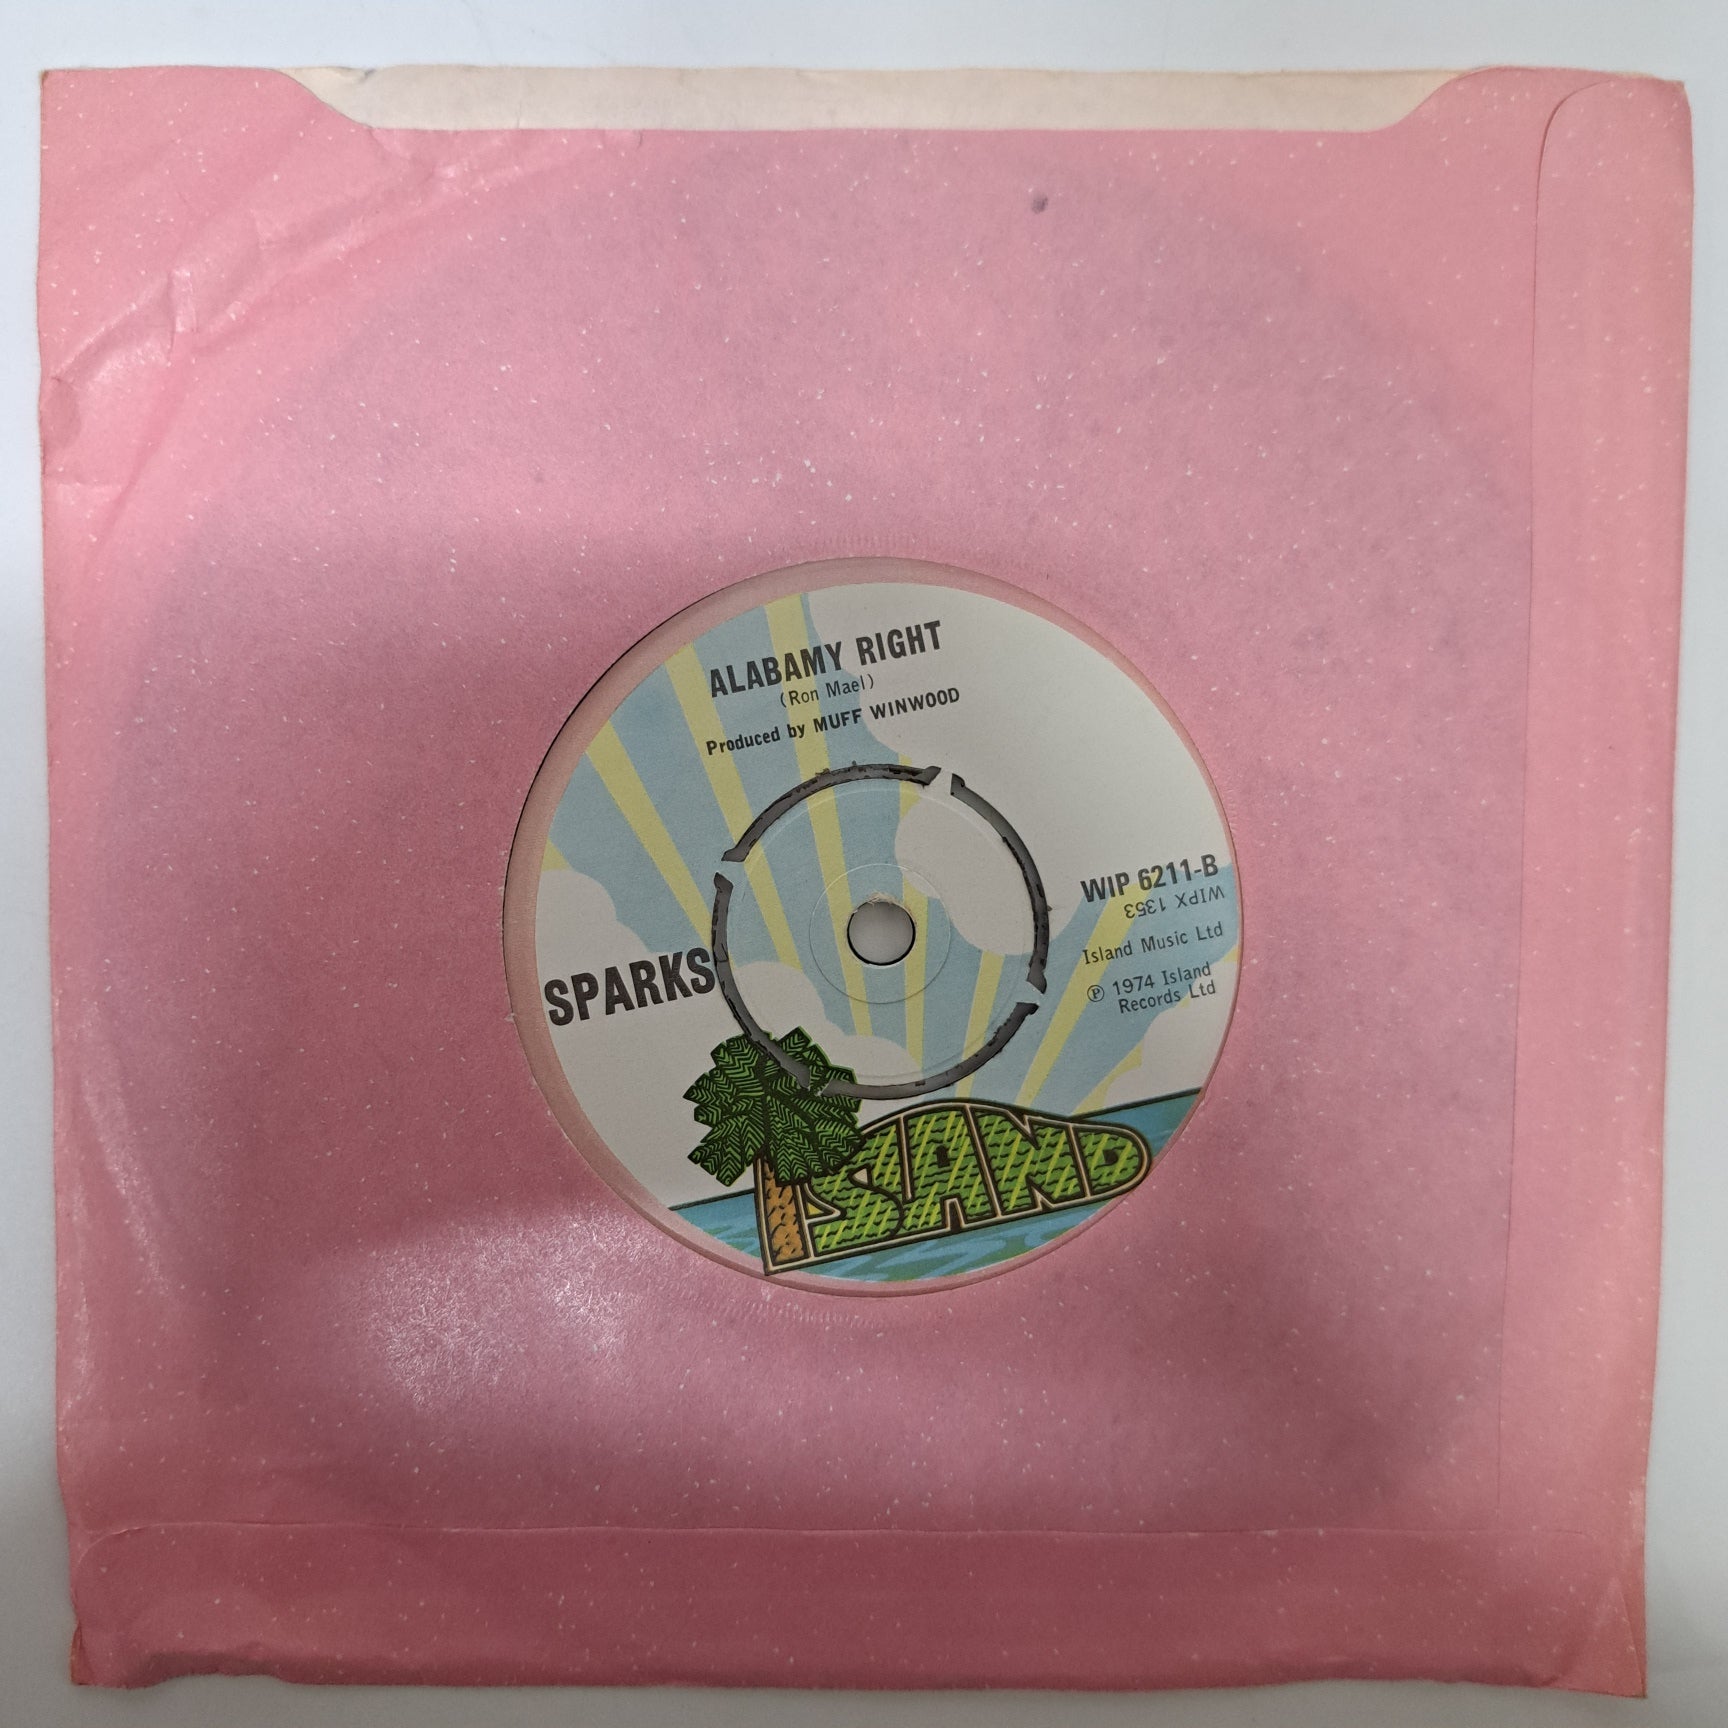 ALABAMY RIGHT
(Ron Mael)
Produced by MUFF WINWOOD
WIP 6211-B
WIPX 1353
Island Music Ltd
℗ 1974 Island
Records Ltd
SPARKS
ISLAND